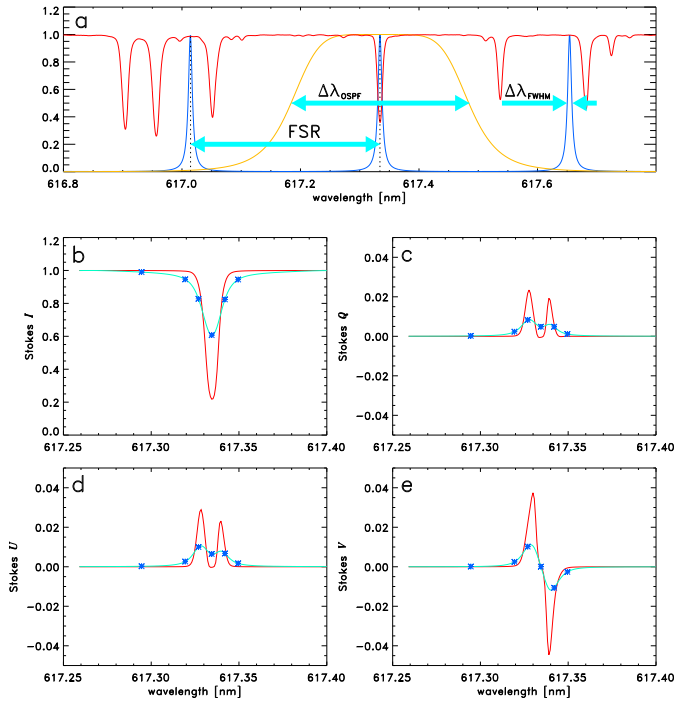 a
1.2
1.0
0.8
0.6
0.4
0.2
0.0
ΔλOSPF
ΔλFWHM
FSR
616.8 617.0 617.2 617.4 617.6
wavelength [nm]
b
1.2
1.0
0.8
0.6
0.4
0.2
0.0
Stokes I
617.25 617.30 617.35 617.40
c
0.04
0.02
0.00
−0.02
−0.04
Stokes Q
617.25 617.30 617.35 617.40
d
0.04
0.02
0.00
−0.02
−0.04
Stokes U
617.25 617.30 617.35 617.40
wavelength [nm]
e
0.04
0.02
0.00
−0.02
−0.04
Stokes V
617.25 617.30 617.35 617.40
wavelength [nm]